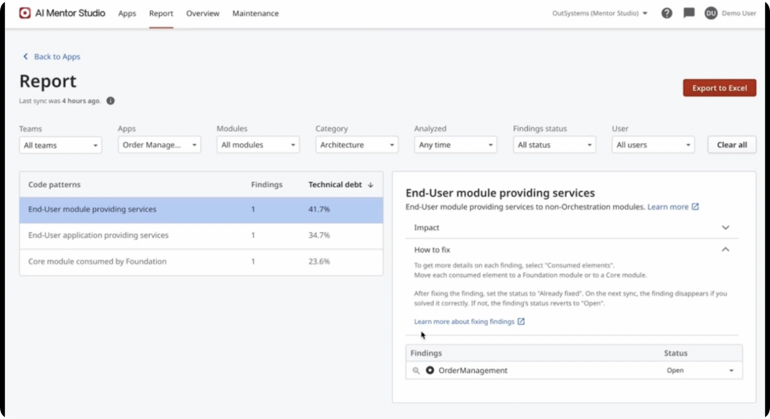 AI Mentor Studio Apps Report Overview Maintenance OutSystems (Mentor Studio) ? DU Demo User
Back to Apps
Report
Last sync was 4 hours ago. i
Export to Excel
Teams Apps Modules Category Analyzed Findings status User
All teams Order Manage... All modules Architecture Any time All status All users Clear all
Code patterns Findings Technical debt
End-User module providing services 1 41.7%
End-User application providing services 1 34.7%
Core module consumed by Foundation 1 23.6%
End-User module providing services
End-User module providing services to non-Orchestration modules. Learn more
Impact
How to fix
To get more details on each finding, select "Consumed elements".
Move each consumed element to a Foundation module or to a Core module.
After fixing the finding, set the status to "Already fixed". On the next sync, the finding disappears if you
solved it correctly. If not, the finding's status reverts to "Open".
Learn more about fixing findings
Findings Status
OrderManagement Open